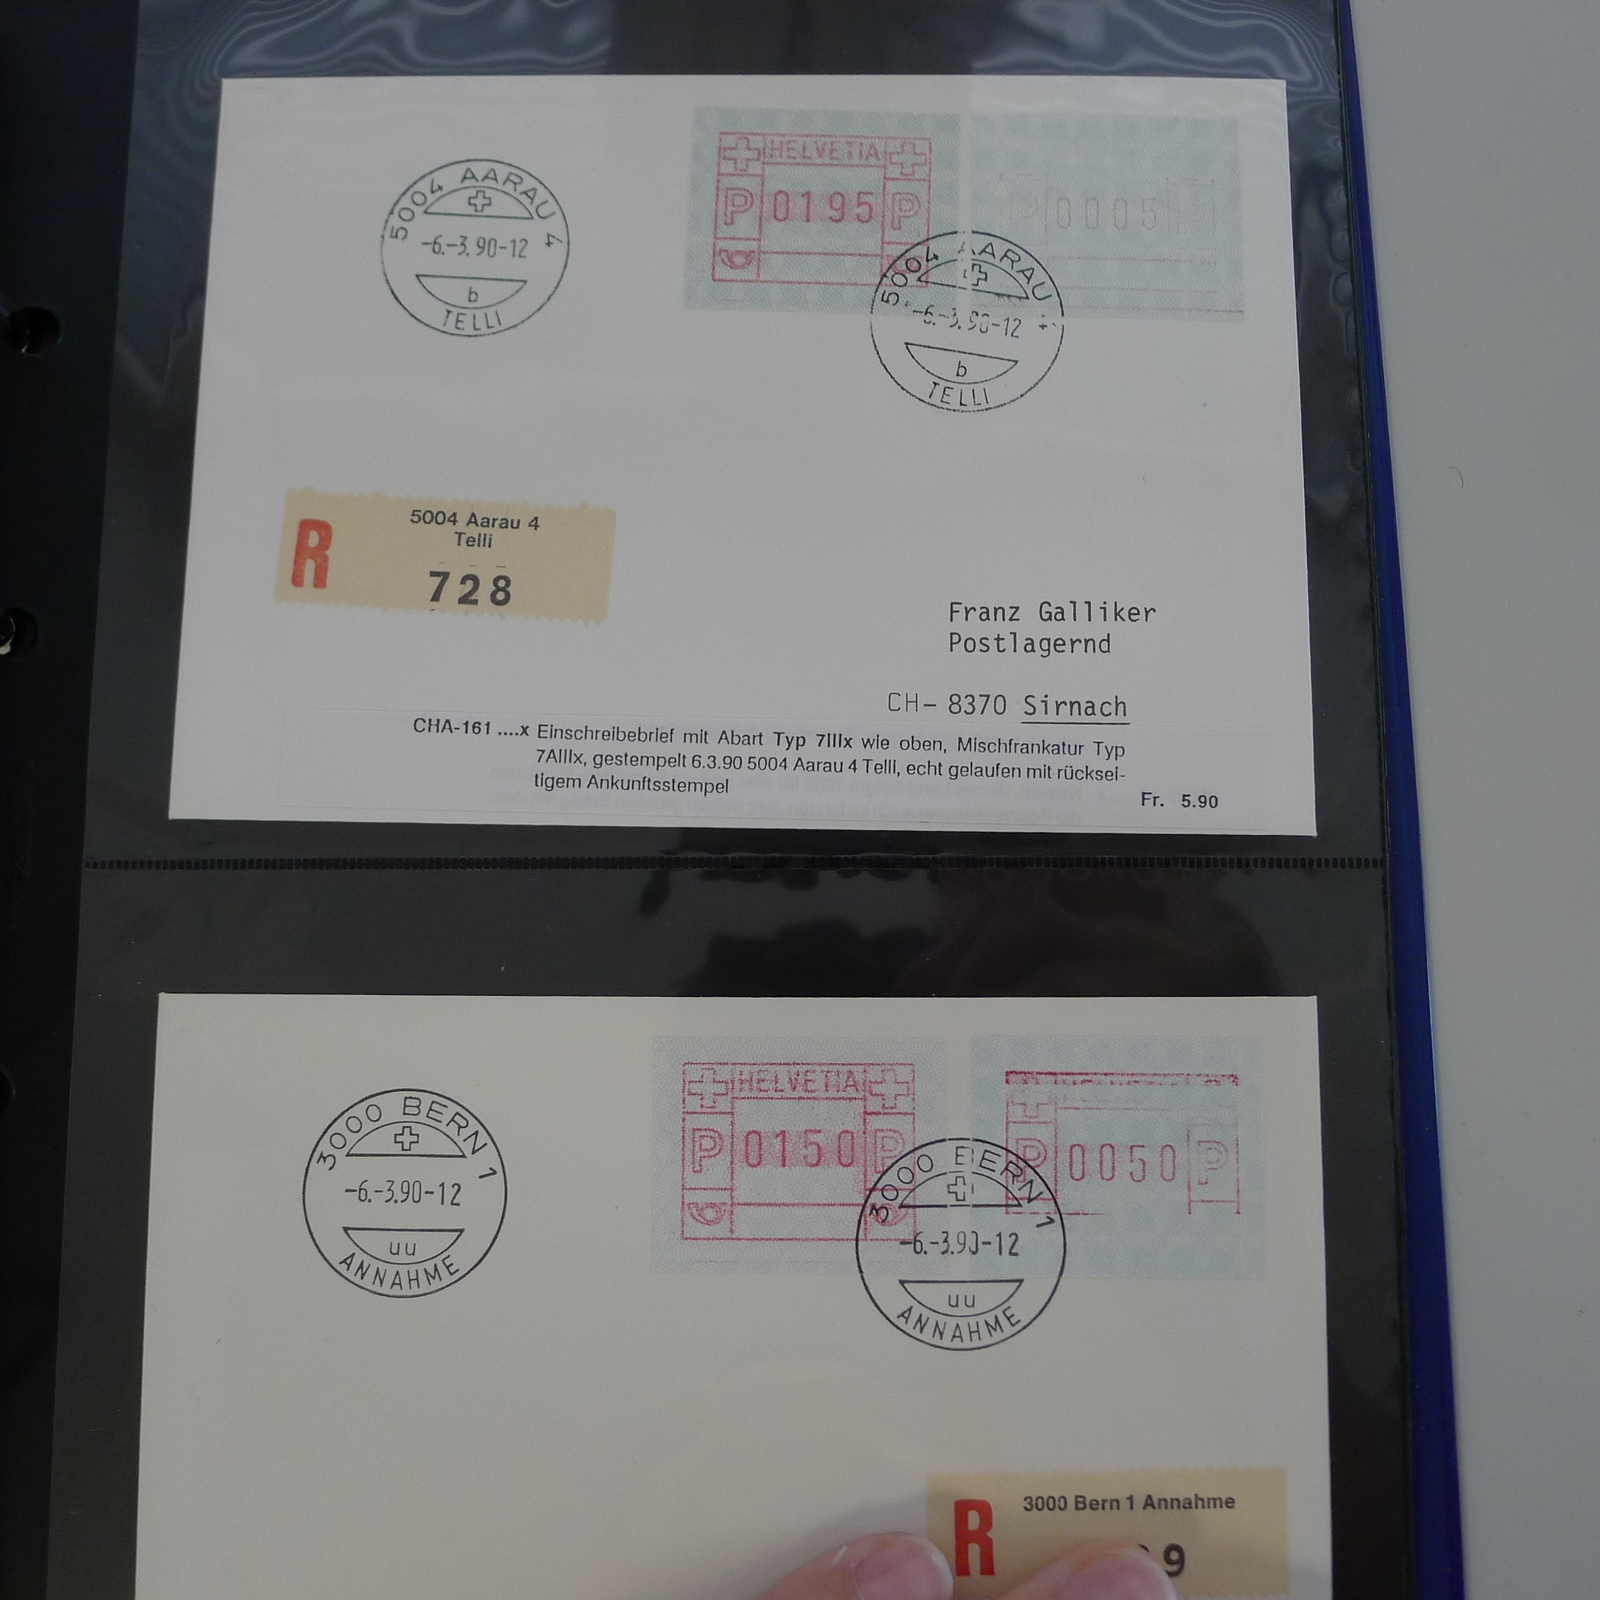 HELVETIA
P 0195 P
0005
5004 AARAU 4
-6.-3.90-12
b
TELLI
5004 AARAU 4
-6.-3.90-12
b
TELLI
R
5004 Aarau 4
Telli
728
Franz Galliker
Postlagernd
CH- 8370 Sirnach
CHA-161 ....x Einschreibebrief mit Abart Typ 7IIIx wie oben, Mischfrankatur Typ
7AIIIx, gestempelt 6.3.90 5004 Aarau 4 Telli, echt gelaufen mit rücksei-
tigem Ankunftsstempel
Fr. 5.90
HELVETIA
P 0150 P
P 0050 P
3000 BERN 1
-6.-3.90-12
uu
ANNAHME
3000 BERN 1
-6.-3.90-12
uu
ANNAHME
R
3000 Bern 1 Annahme
9